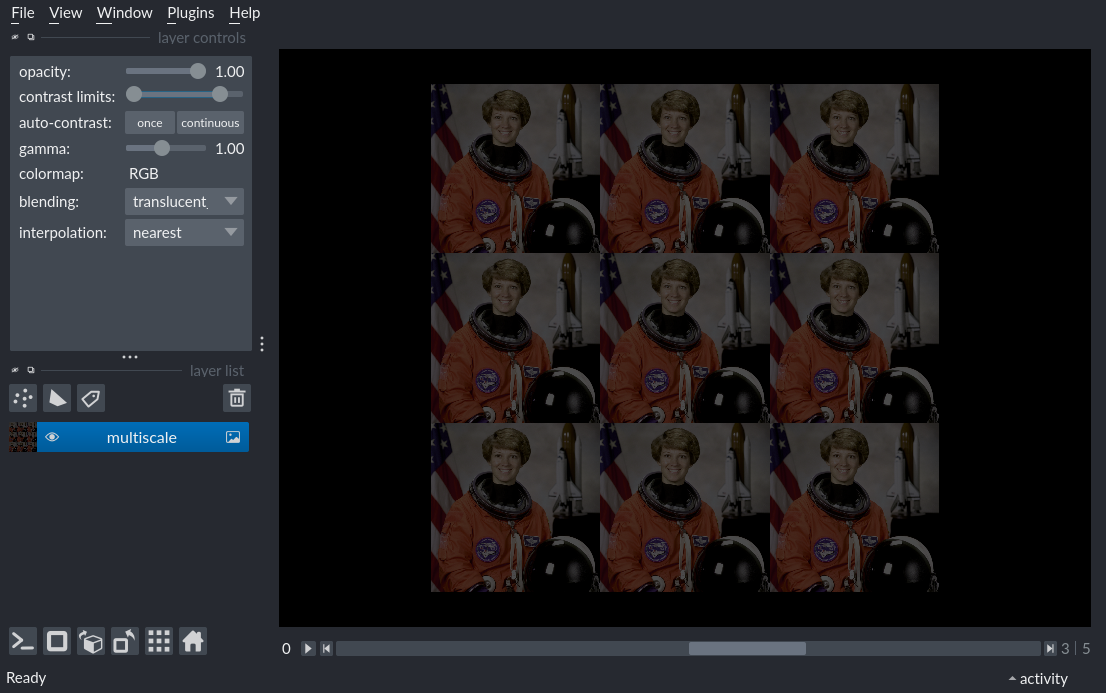 File View Window Plugins Help
layer controls
opacity: 1.00
contrast limits:
auto-contrast: once continuous
gamma: 1.00
colormap: RGB
blending: translucent
interpolation: nearest
layer list
multiscale
0 3 | 5
Ready activity